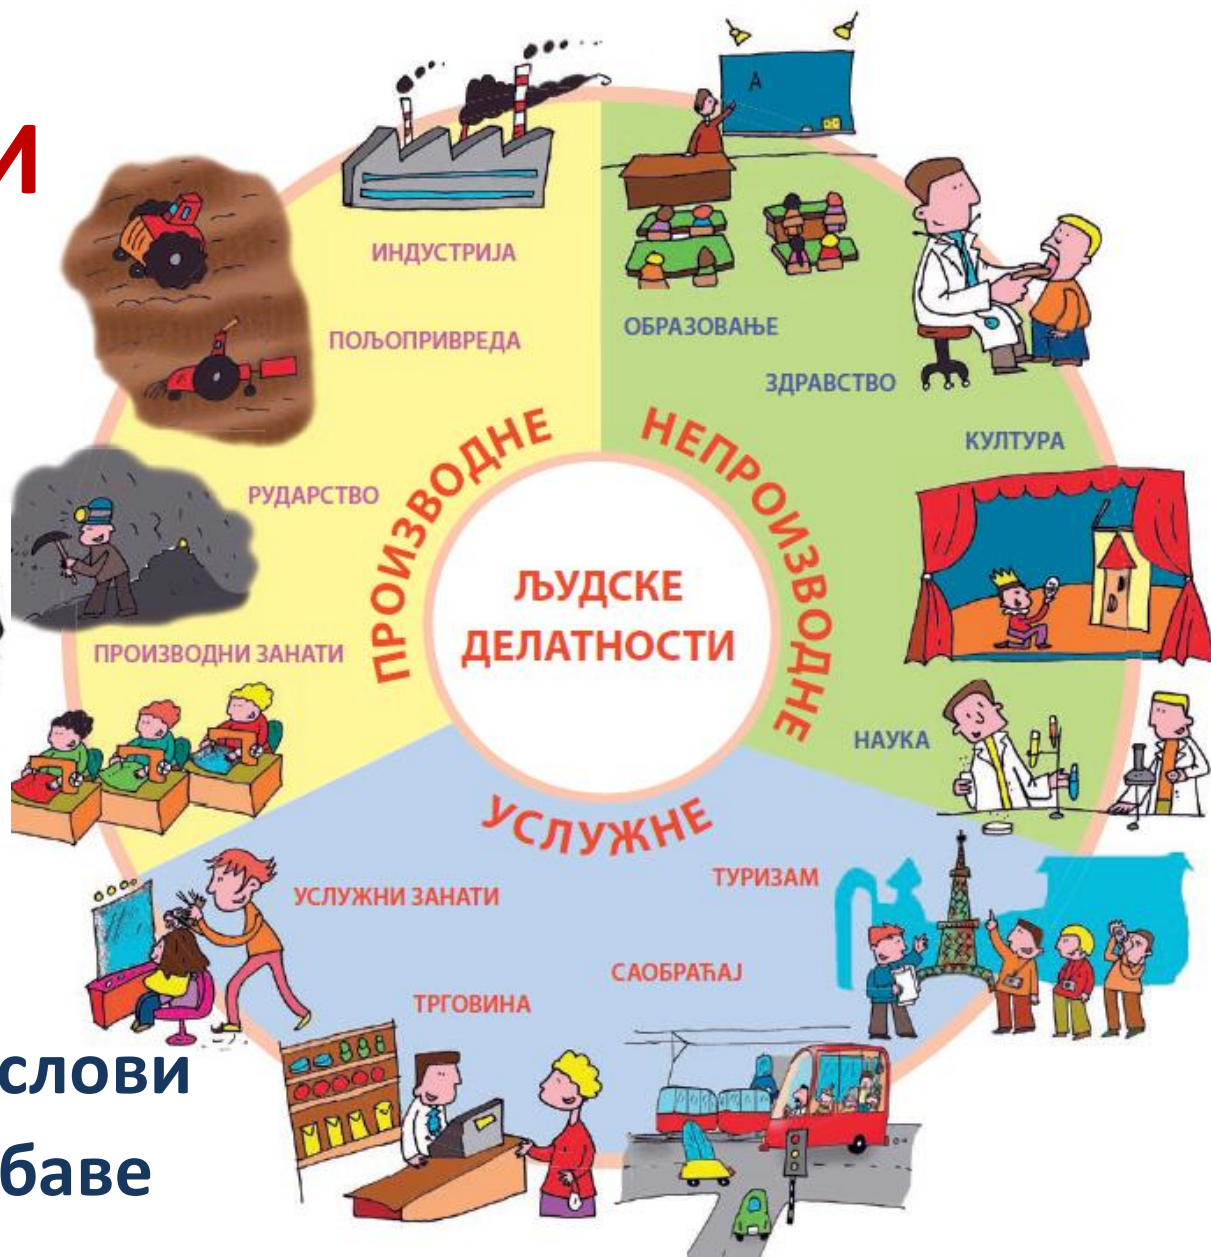 И
ИНДУСТРИЈА
ПОЉОПРИВРЕДА
РУДАРСТВО
ПРОИЗВОДНИ ЗАНАТИ
ПРОИЗВОДНЕ
ОБРАЗОВАЊЕ
ЗДРАВСТВО
КУЛТУРА
НАУКА
НЕПРОИЗВОДНЕ
ЉУДСКЕ
ДЕЛАТНОСТИ
УСЛУЖНЕ
ТУРИЗАМ
УСЛУЖНИ ЗАНАТИ
САОБРАЋАЈ
ТРГОВИНА
A
слови
баве